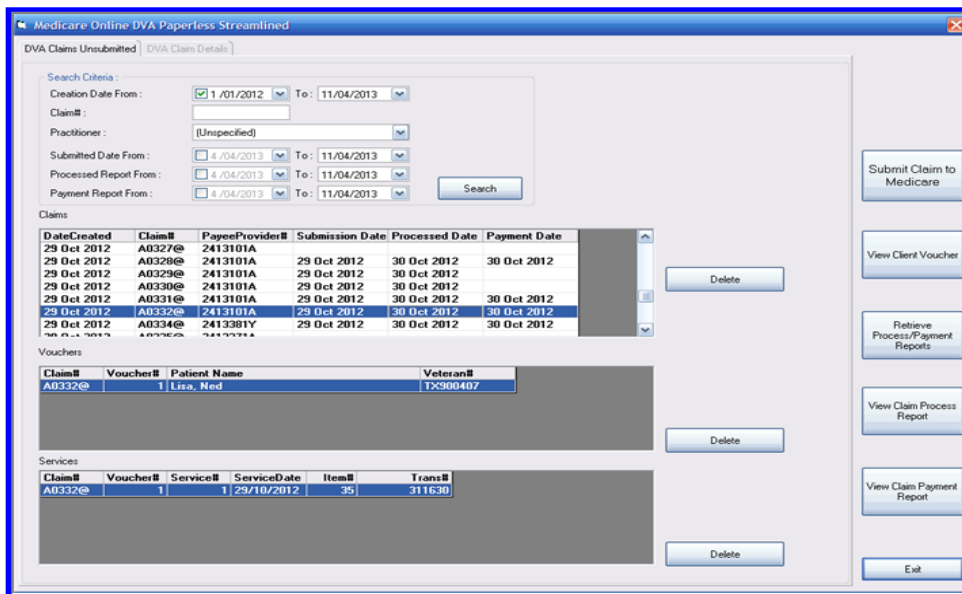 Medicare Online DVA Paperless Streamlined
DVA Claims Unsubmitted DVA Claim Details
Search Criteria :
Creation Date From : 1 /01/2012 To : 11/04/2013
Claim# :
Practitioner : (Unspecified)
Submitted Date From : 4 /04/2013 To : 11/04/2013
Processed Report From : 4 /04/2013 To : 11/04/2013
Payment Report From : 4 /04/2013 To : 11/04/2013
Search
Claims
DateCreated Claim# PayeeProvider# Submission Date Processed Date Payment Date
29 Oct 2012 A0327@ 2413101A
29 Oct 2012 A0328@ 2413101A 29 Oct 2012 30 Oct 2012 30 Oct 2012
29 Oct 2012 A0329@ 2413101A 29 Oct 2012 30 Oct 2012
29 Oct 2012 A0330@ 2413101A 29 Oct 2012 30 Oct 2012
29 Oct 2012 A0331@ 2413101A 29 Oct 2012 30 Oct 2012 30 Oct 2012
29 Oct 2012 A0332@ 2413101A 29 Oct 2012 30 Oct 2012 30 Oct 2012
29 Oct 2012 A0334@ 2413381Y 29 Oct 2012 30 Oct 2012 30 Oct 2012
Delete
Vouchers
Claim# Voucher# Patient Name Veteran#
A0332@ 1 Lisa, Ned TX900407
Delete
Services
Claim# Voucher# Service# ServiceDate Item# Trans#
A0332@ 1 1 29/10/2012 35 311630
Delete
Submit Claim to
Medicare
View Client Voucher
Retrieve
Process/Payment
Reports
View Claim Process
Report
View Claim Payment
Report
Exit